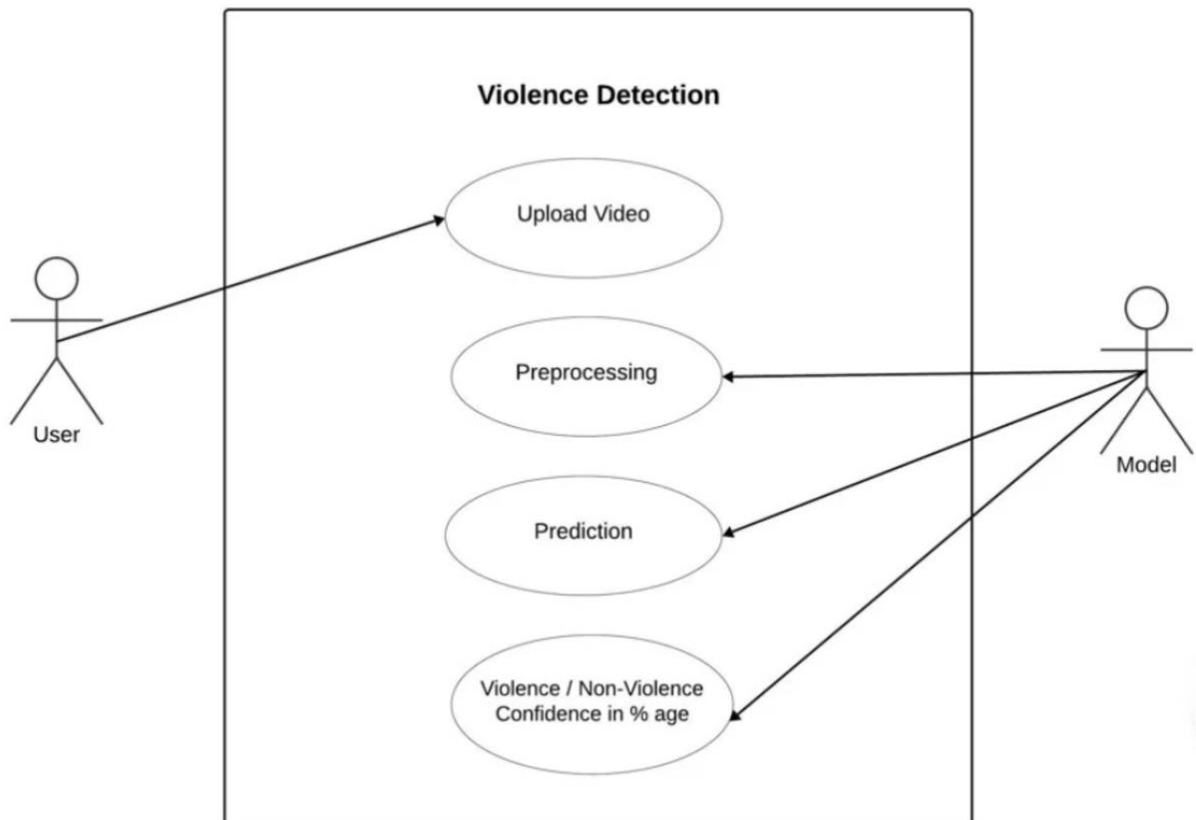 Violence Detection
Upload Video
Preprocessing
User
Model
Prediction
Violence / Non-Violence
Confidence in % age